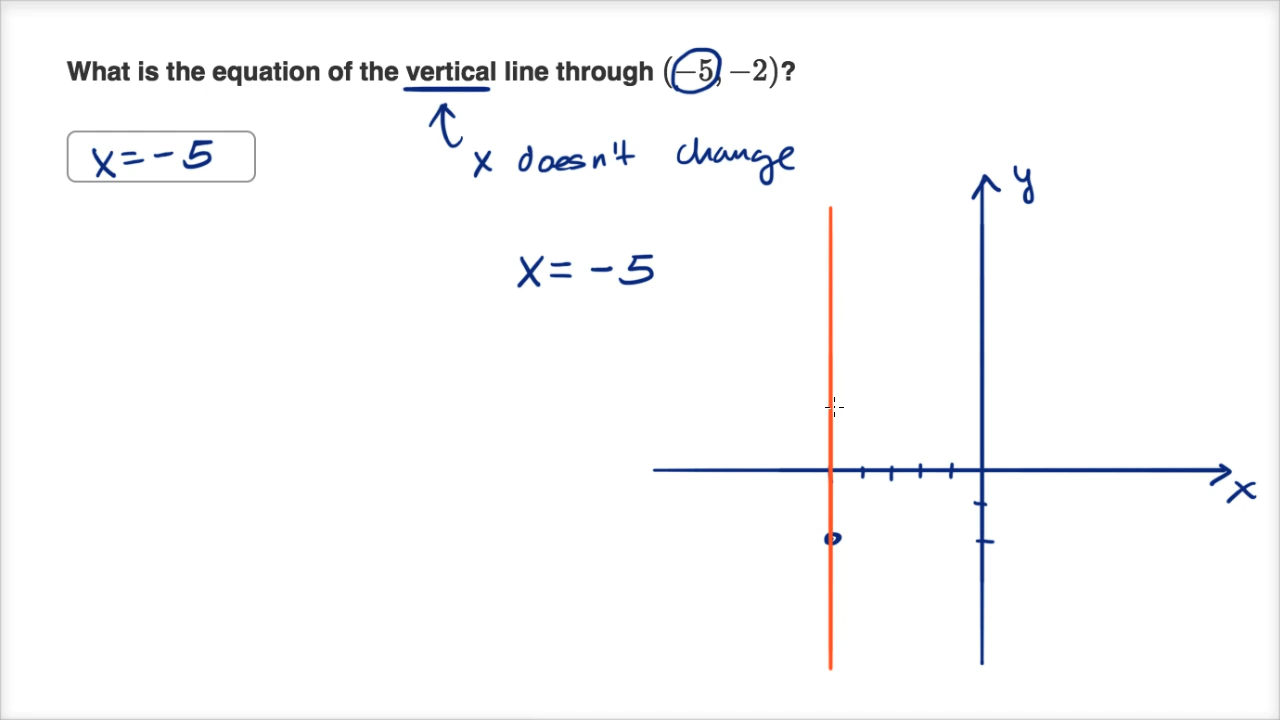 What is the equation of the vertical line through (−5, −2)?
x = -5
x doesn't change
x = -5
y
x